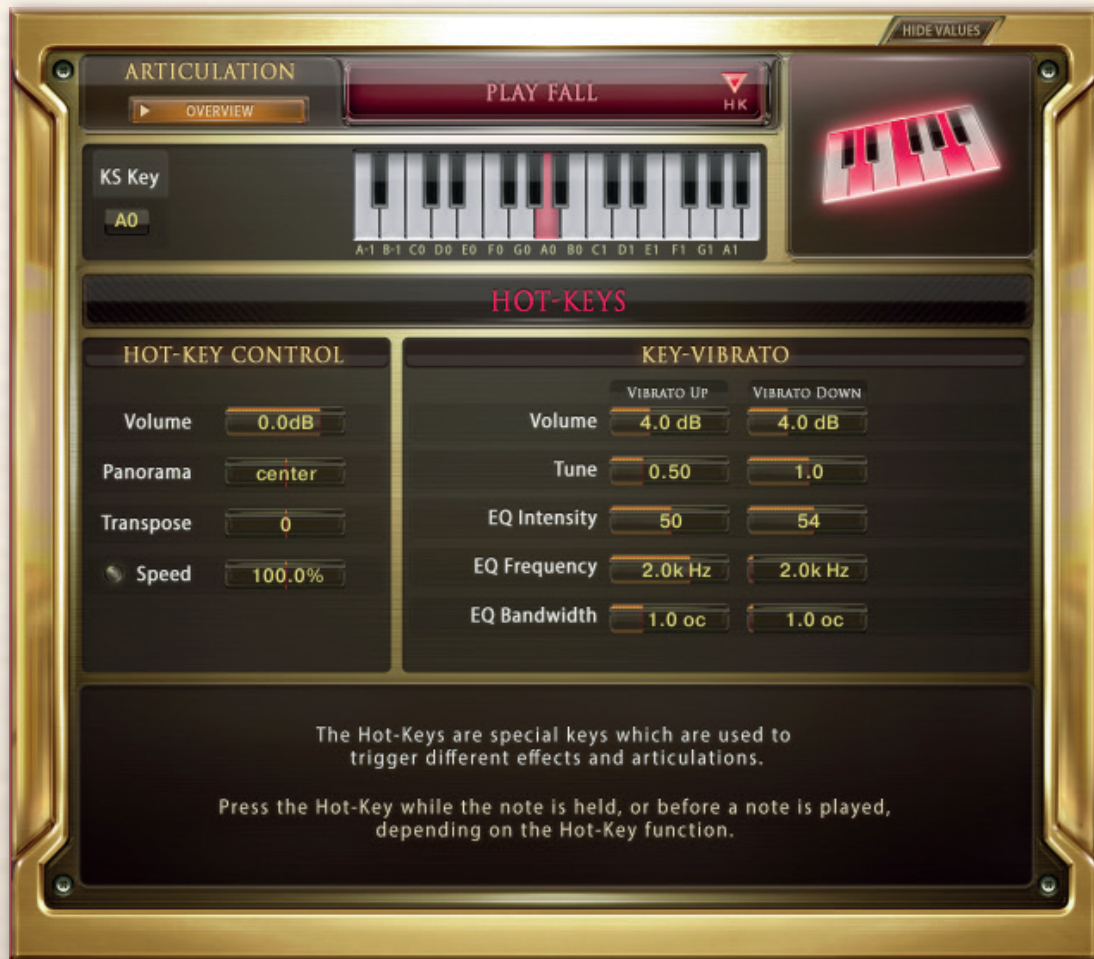 HIDE VALUES
ARTICULATION
OVERVIEW
PLAY FALL
HK
KS Key
A0
A-1 B-1 C0 D0 E0 F0 G0 A0 B0 C1 D1 E1 F1 G1 A1
HOT-KEYS
HOT-KEY CONTROL
Volume 0.0dB
Panorama center
Transpose 0
Speed 100.0%
KEY-VIBRATO
VIBRATO UP VIBRATO DOWN
Volume 4.0 dB 4.0 dB
Tune 0.50 1.0
EQ Intensity 50 54
EQ Frequency 2.0k Hz 2.0k Hz
EQ Bandwidth 1.0 oc 1.0 oc
The Hot-Keys are special keys which are used to
trigger different effects and articulations.
Press the Hot-Key while the note is held, or before a note is played,
depending on the Hot-Key function.